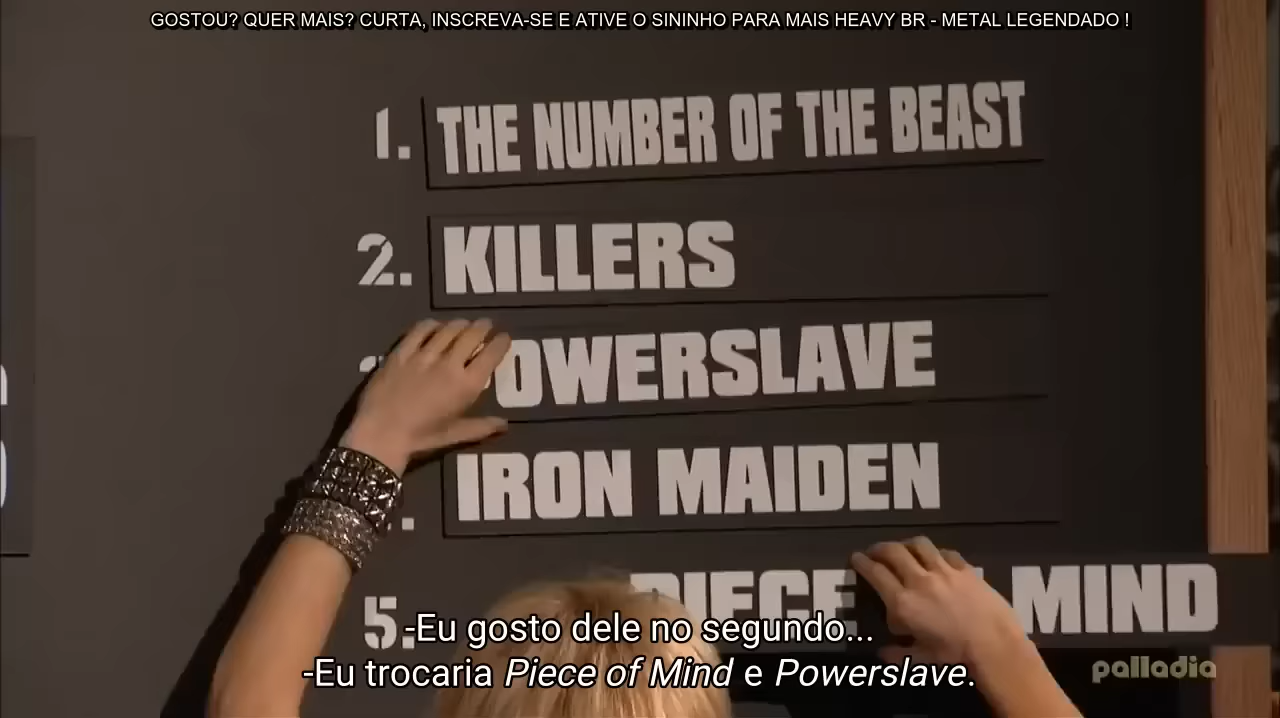 GOSTOU? QUER MAIS? CURTA, INSCREVA-SE E ATIVE O SININHO PARA MAIS HEAVY BR - METAL LEGENDADO !
1. THE NUMBER OF THE BEAST
2. KILLERS
OWERSLAVE
IRON MAIDEN
5. PIECE MIND
-Eu gosto dele no segundo...
-Eu trocaria Piece of Mind e Powerslave.
palladia